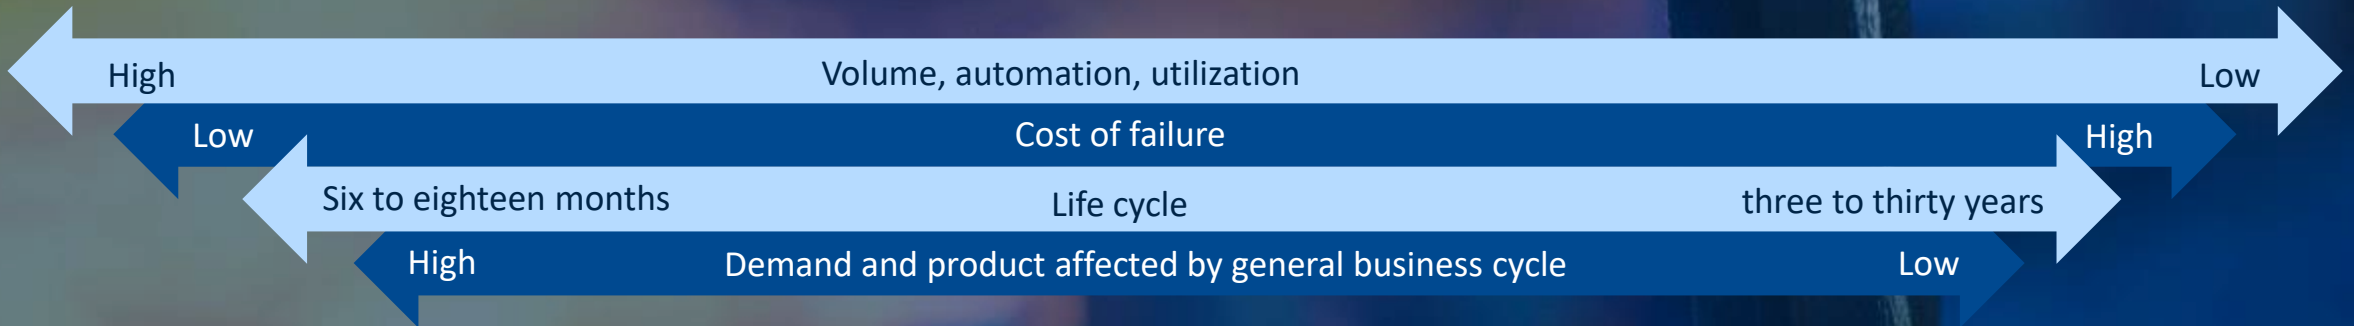 High Volume, automation, utilization Low
Low Cost of failure High
Six to eighteen months Life cycle three to thirty years
High Demand and product affected by general business cycle Low